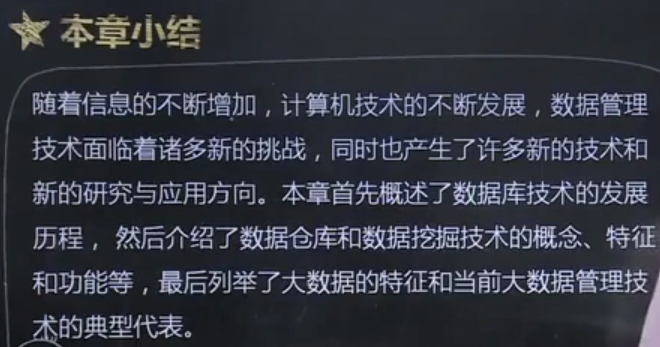 本章小结
随着信息的不断增加，计算机技术的不断发展，数据管理
技术面临着诸多新的挑战，同时也产生了许多新的技术和
新的研究与应用方向。本章首先概述了数据库技术的发展
历程， 然后介绍了数据仓库和数据挖掘技术的概念、特征
和功能等，最后列举了大数据的特征和当前大数据管理技
术的典型代表。